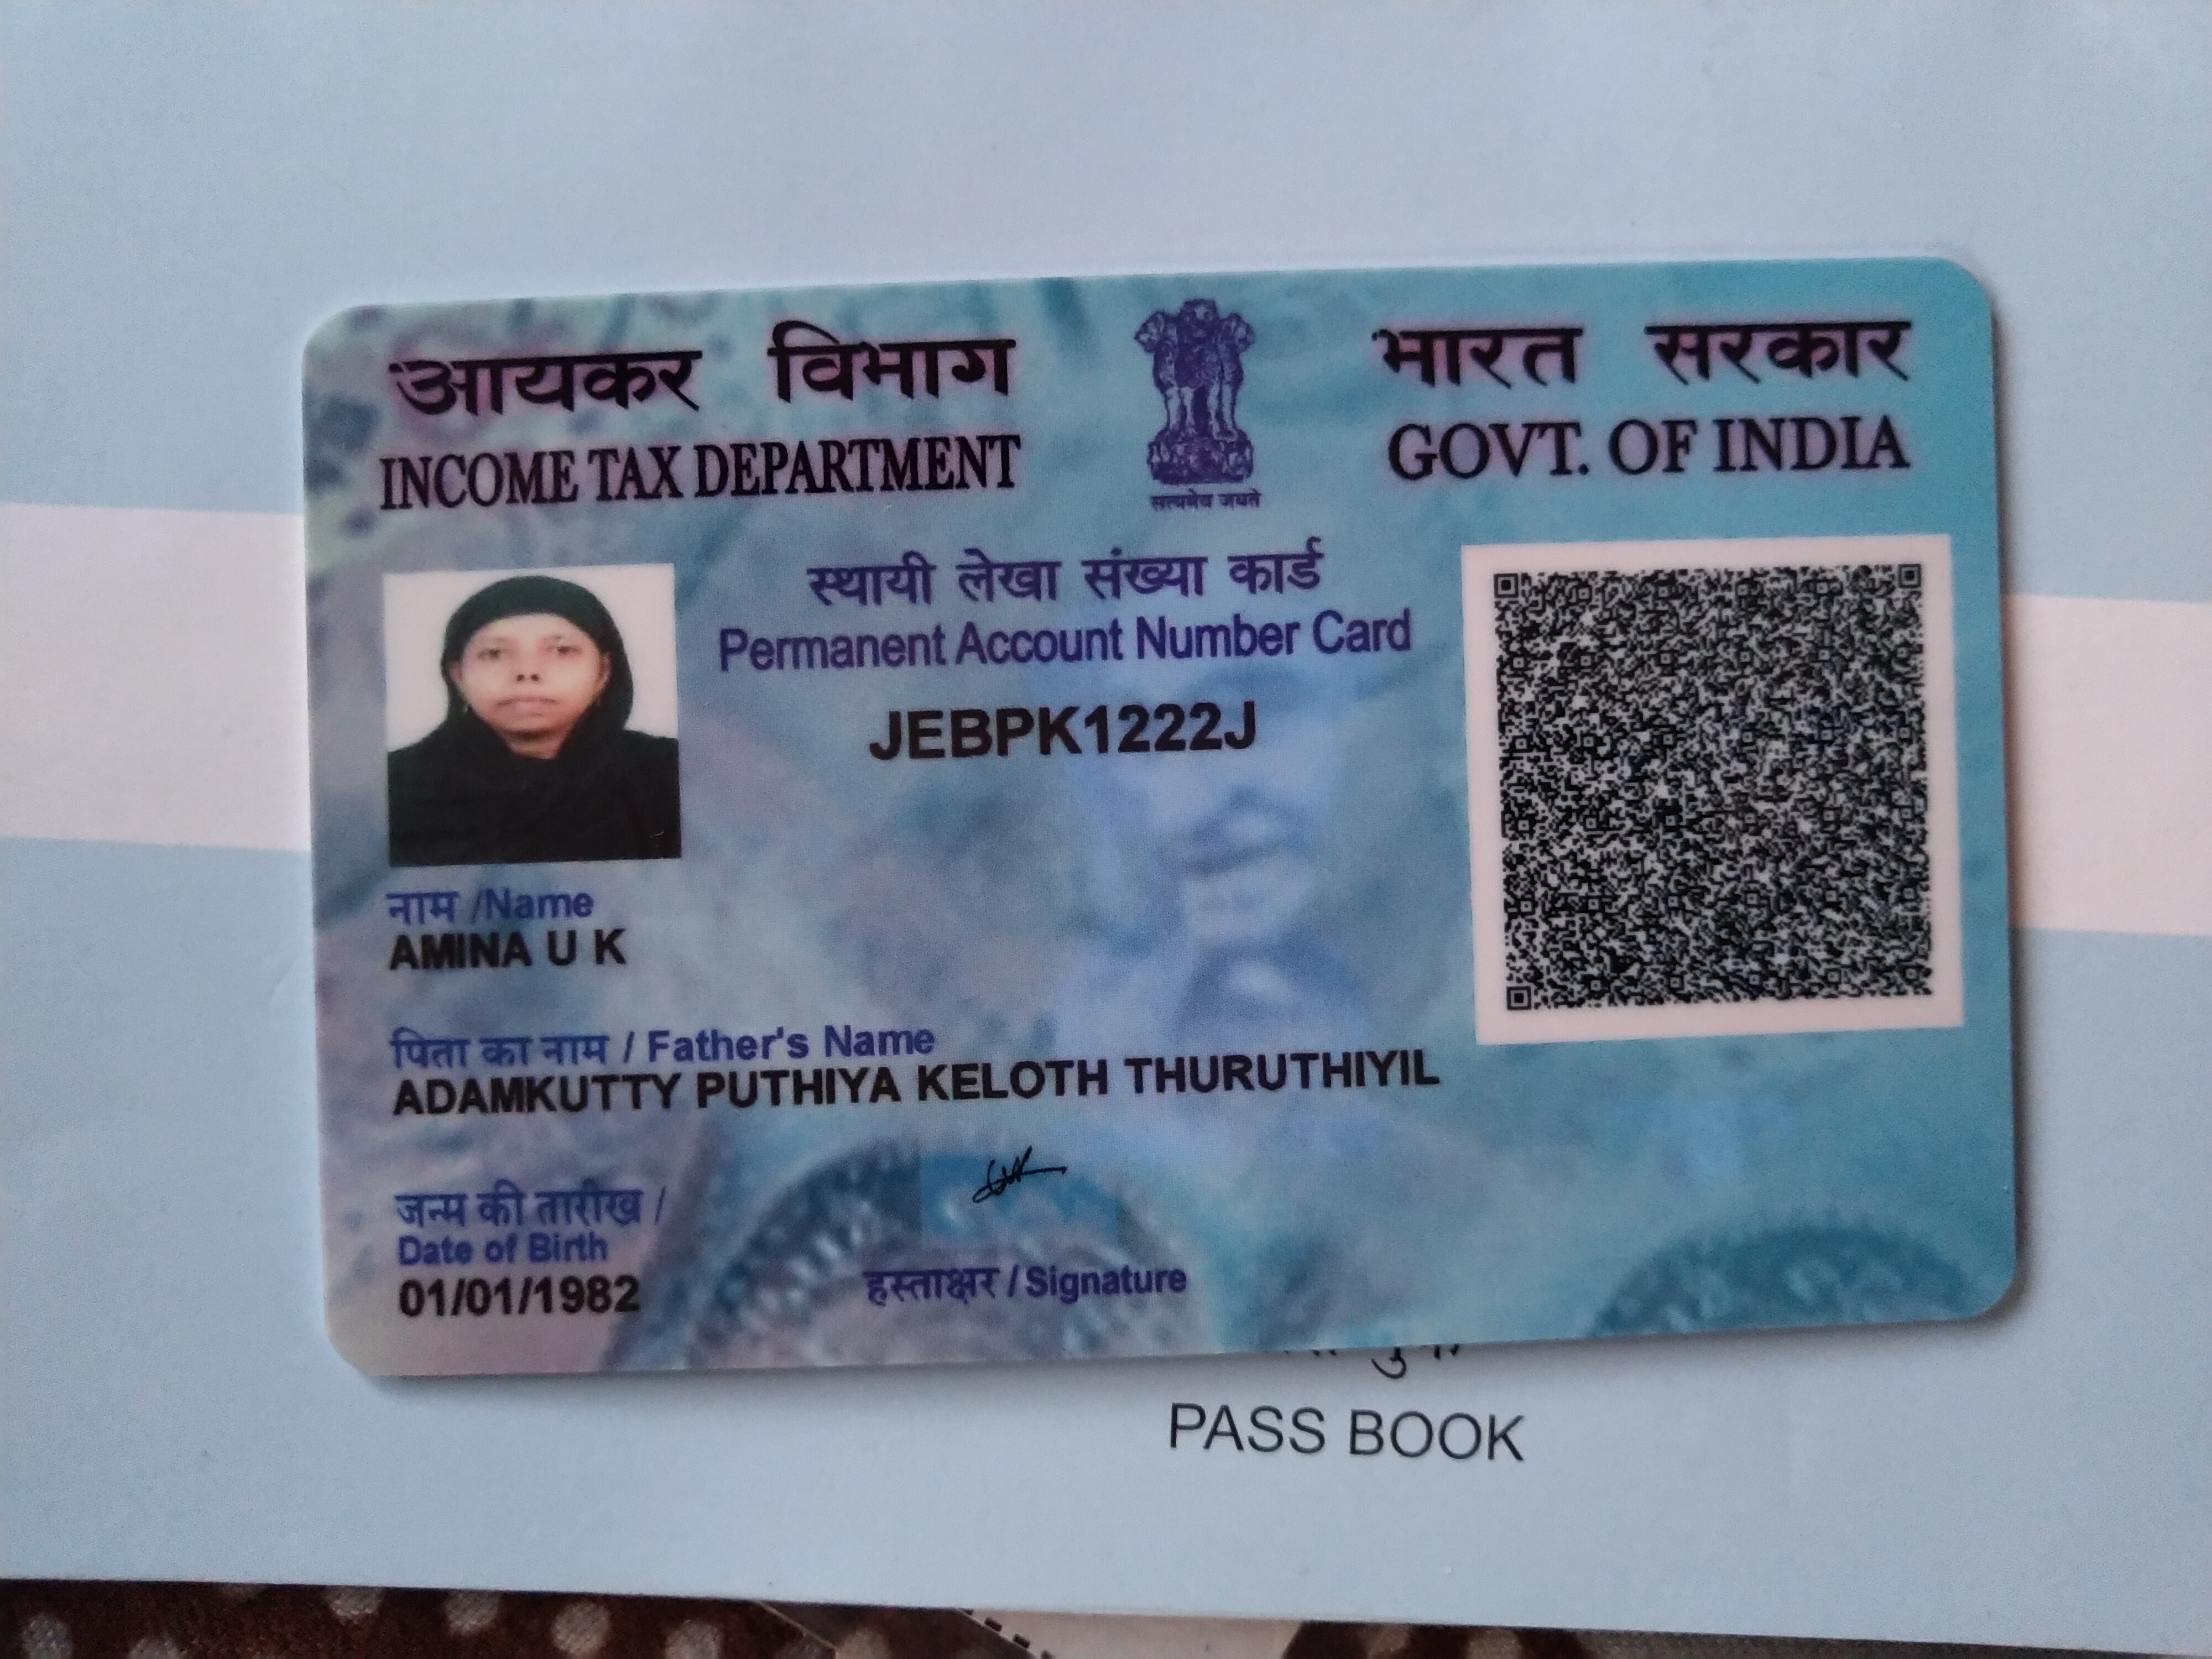 आयकर विभाग
INCOME TAX DEPARTMENT
सत्यमेव जयते
भारत सरकार
GOVT. OF INDIA
स्थायी लेखा संख्या कार्ड
Permanent Account Number Card
JEBPK1222J
नाम /Name
AMINA U K
पिता का नाम / Father's Name
ADAMKUTTY PUTHIYA KELOTH THURUTHIYIL
जन्म की तारीख /
Date of Birth
01/01/1982
हस्ताक्षर / Signature
PASS BOOK